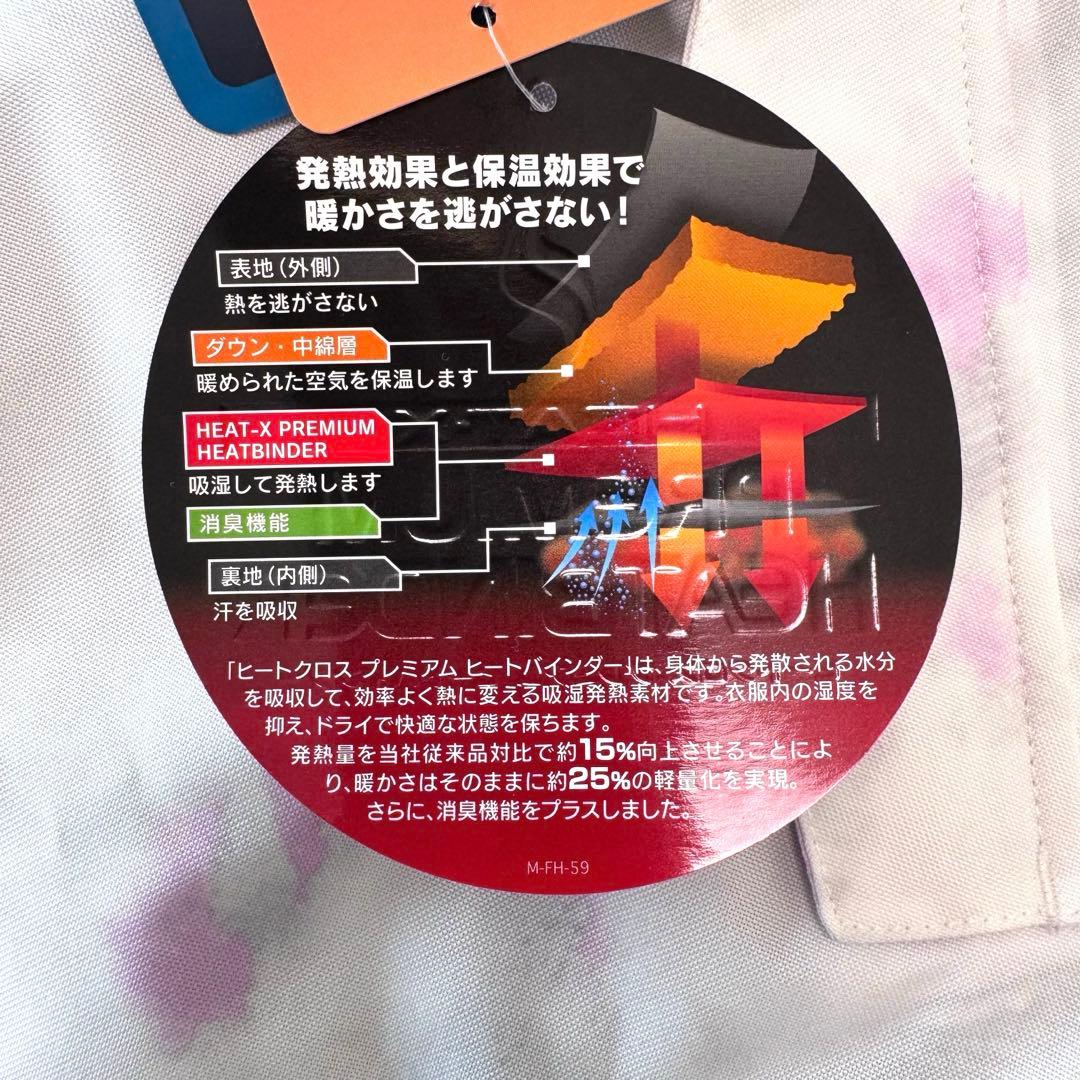 発熱効果と保温効果で
暖かさを逃がさない!
表地(外側)
熱を逃がさない
ダウン・中綿層
暖められた空気を保温します
HEAT-X PREMIUM
HEATBINDER
吸湿して発熱します
消臭機能
裏地(内側)
汗を吸収
「ヒートクロス プレミアム ヒートバインダー」は、身体から発散される水分
を吸収して、効率よく熱に変える吸湿発熱素材です。衣服内の湿度を
抑え、ドライで快適な状態を保ちます。
発熱量を当社従来品対比で約15%向上させることによ
り、暖かさはそのままに約25%の軽量化を実現。
さらに、消臭機能をプラスしました。
M-FH-59